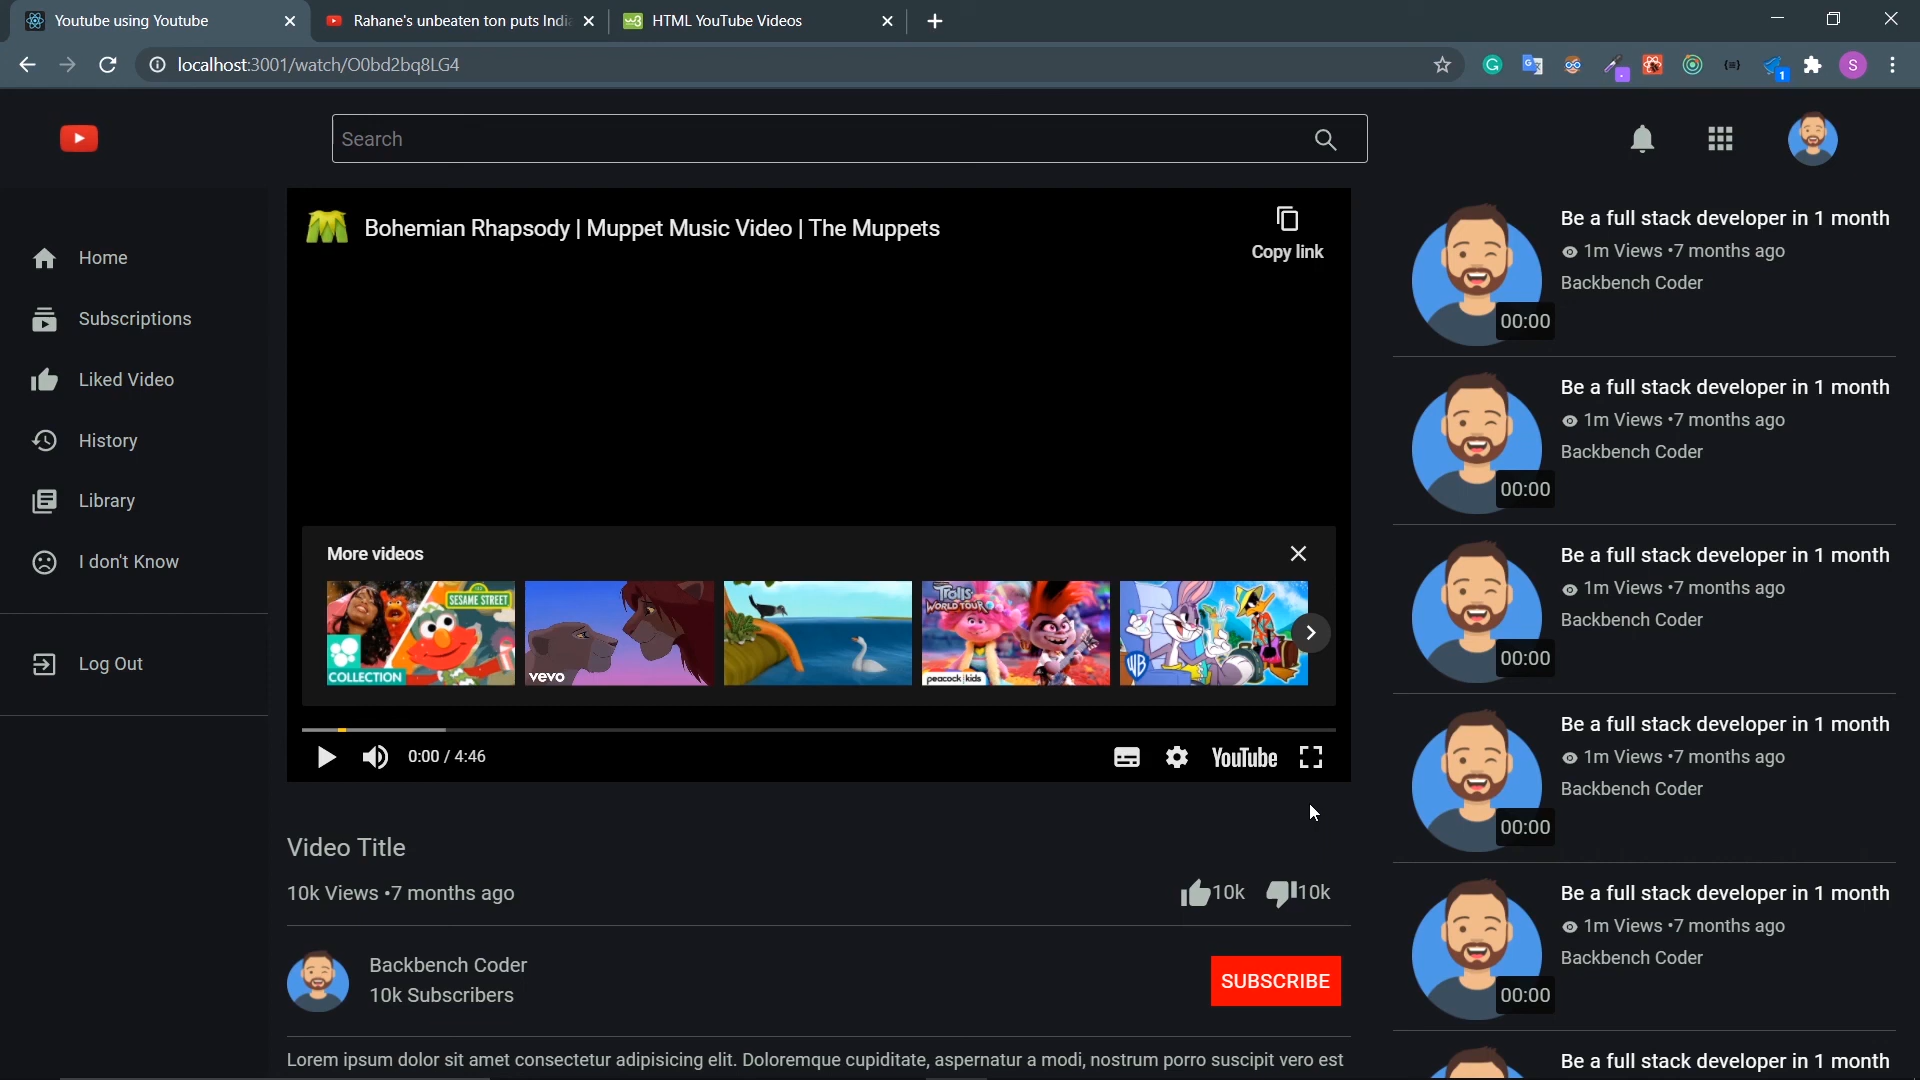 Youtube using Youtube
Rahane's unbeaten ton puts Indi
HTML YouTube Videos
localhost:3001/watch/O0bd2bq8LG4
1
S
Search
Home
Subscriptions
Liked Video
History
Library
I don't Know
Log Out
Bohemian Rhapsody | Muppet Music Video | The Muppets
Copy link
More videos
SESAME STREET
COLLECTION
vevo
Trolls
WORLD TOUR
peacock kids
WB
0:00 / 4:46
YouTube
Video Title
10k Views •7 months ago
10k
10k
Backbench Coder
10k Subscribers
SUBSCRIBE
Lorem ipsum dolor sit amet consectetur adipisicing elit. Doloremque cupiditate, aspernatur a modi, nostrum porro suscipit vero est
Be a full stack developer in 1 month
1m Views •7 months ago
Backbench Coder
00:00
Be a full stack developer in 1 month
1m Views •7 months ago
Backbench Coder
00:00
Be a full stack developer in 1 month
1m Views •7 months ago
Backbench Coder
00:00
Be a full stack developer in 1 month
1m Views •7 months ago
Backbench Coder
00:00
Be a full stack developer in 1 month
1m Views •7 months ago
Backbench Coder
00:00
Be a full stack developer in 1 month